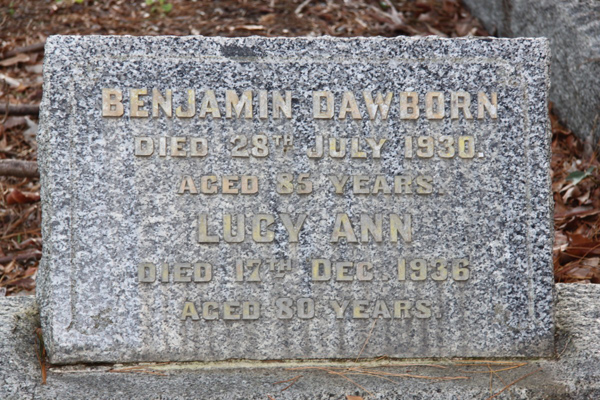 BENJAMIN DAWBORN
DIED 28TH JULY 1930.
AGED 85 YEARS.
LUCY ANN
DIED 17TH DEC. 1936
AGED 80 YEARS.